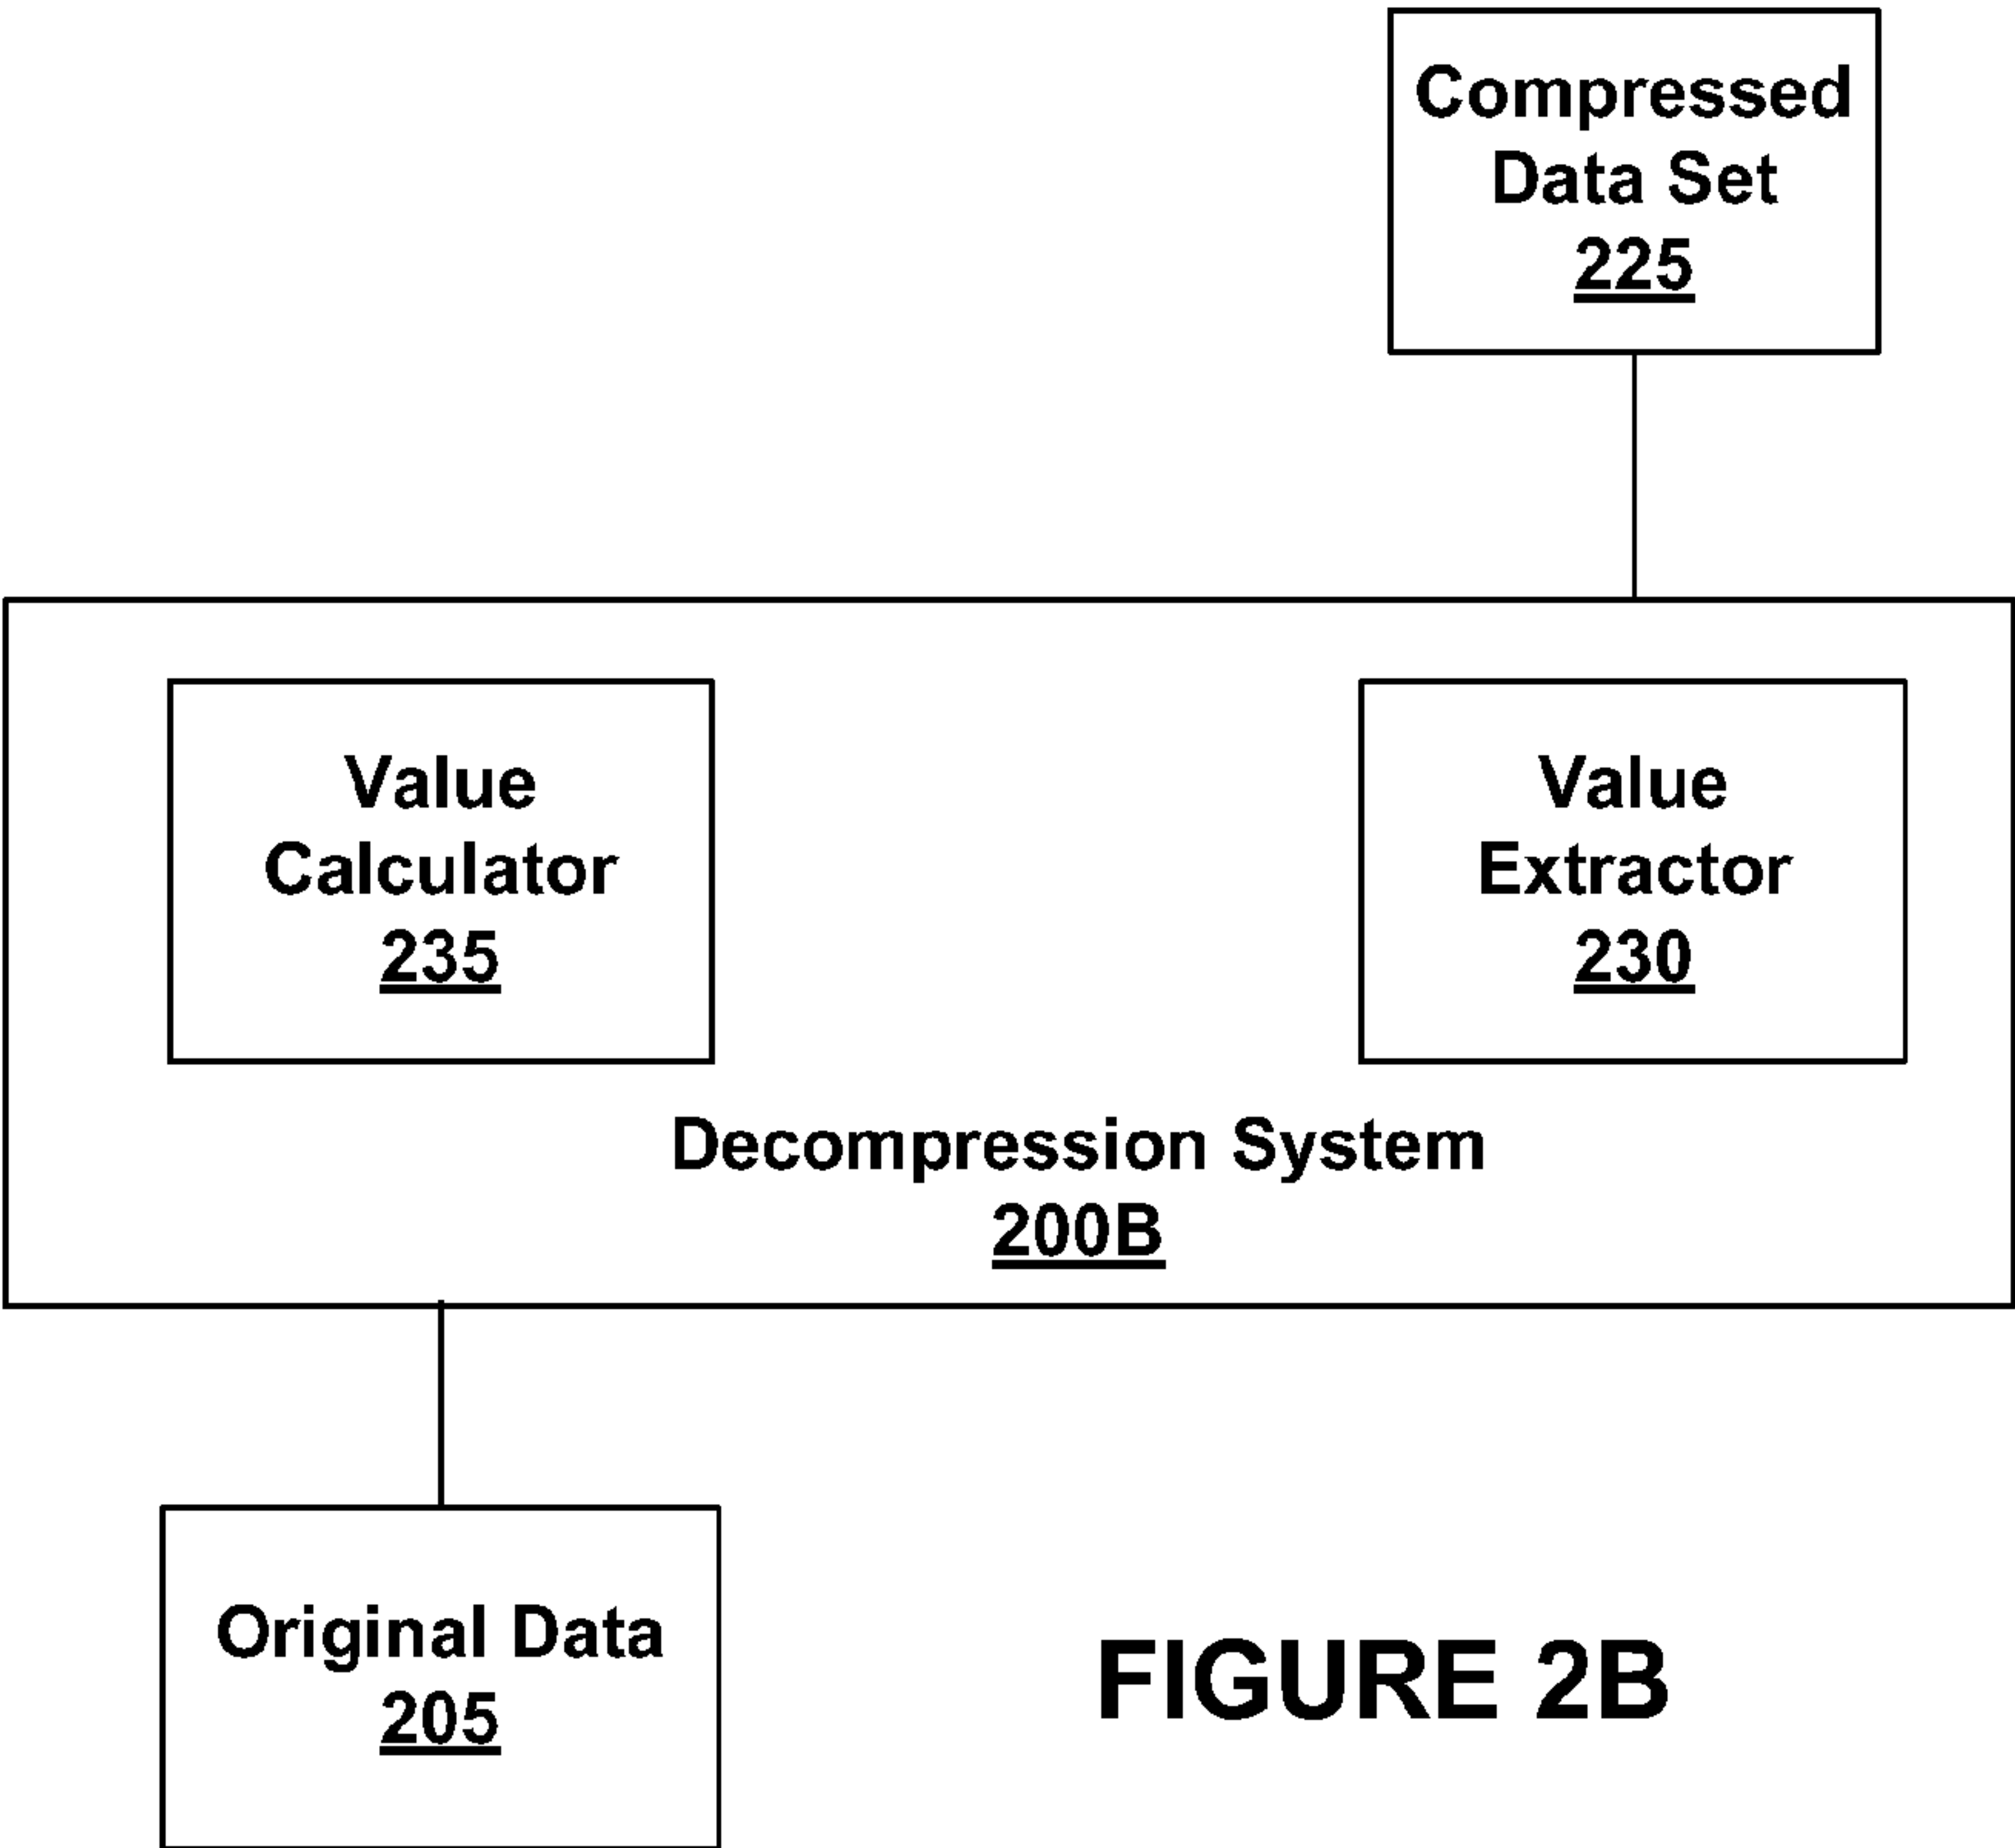 Compressed
Data Set
225
Value
Calculator
235
Value
Extractor
230
Decompression System
200B
Original Data
205
FIGURE 2B